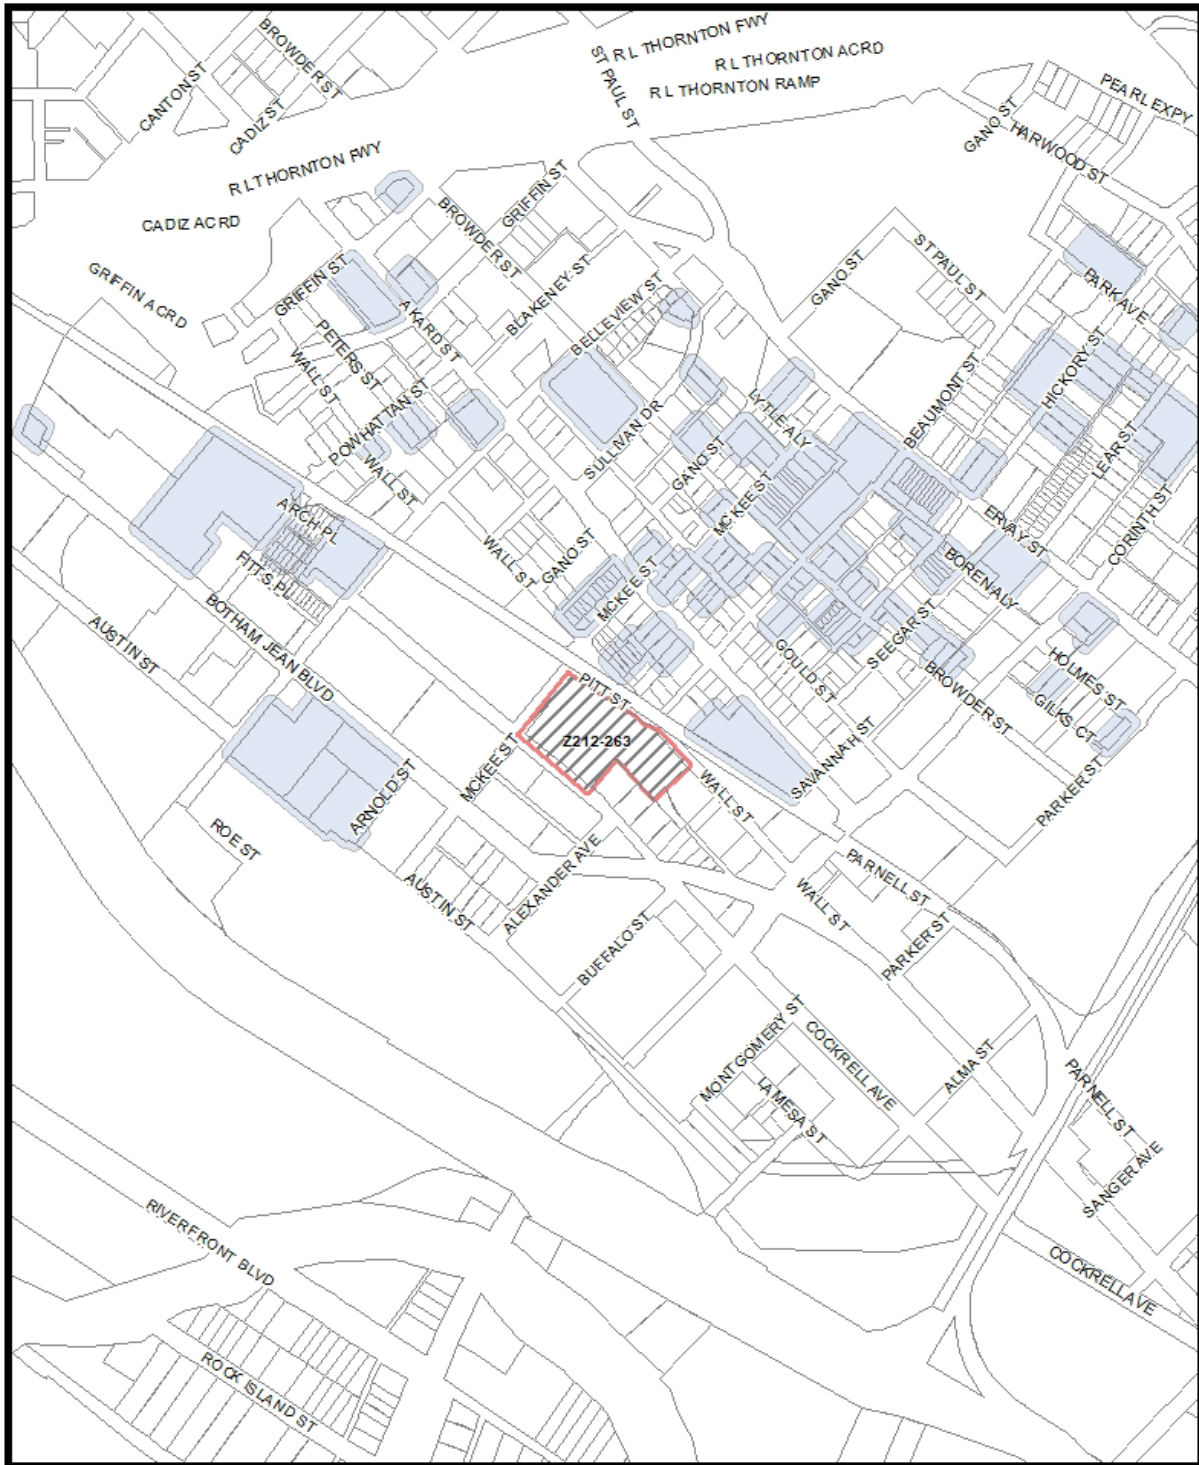 R L THORNTON FWY
BROWDER ST
ST PAUL ST
R L THORNTON ACRD
R L THORNTON RAMP
CANTON ST
CADIZ ST
PEARL EXPY
GANO ST
HARWOOD ST
R L THORNTON FWY
CADIZ ACRD
GRIFFIN ST
BROWDER ST
GRIFFIN ACRD
GRIFFIN ST
BLAKENEY ST
BELLEVIEW ST
GANO ST
ST PAUL ST
PARK AVE
AKARD ST
PETERS ST
WALL ST
HICKORY ST
BEAUMONT ST
LYTLE ALY
POWHATTAN ST
SULLIVAN DR
GANO ST
LEAR ST
WALL ST
MCKEE ST
ARCH PL
CORINTH ST
ERVAY ST
WALL ST
GANO ST
FITTS PL
MCKEE ST
BOREN ALY
BOTHAM JEAN BLVD
AUSTIN ST
SEEGAR ST
GOULD ST
HOLMES ST
BROWDER ST
GILKS CT
PITT ST
Z212-263
MCKEE ST
SAVANNAH ST
WALL ST
ARNOLD ST
PARKER ST
ROE ST
ALEXANDER AVE
AUSTIN ST
PARNELL ST
WALL ST
BUFFALO ST
PARKER ST
MONTGOMERY ST
COCKRELL AVE
ALMA ST
LAMESA ST
PARNELL ST
SANGER AVE
RIVERFRONT BLVD
COCKRELL AVE
ROCK ISLAND ST